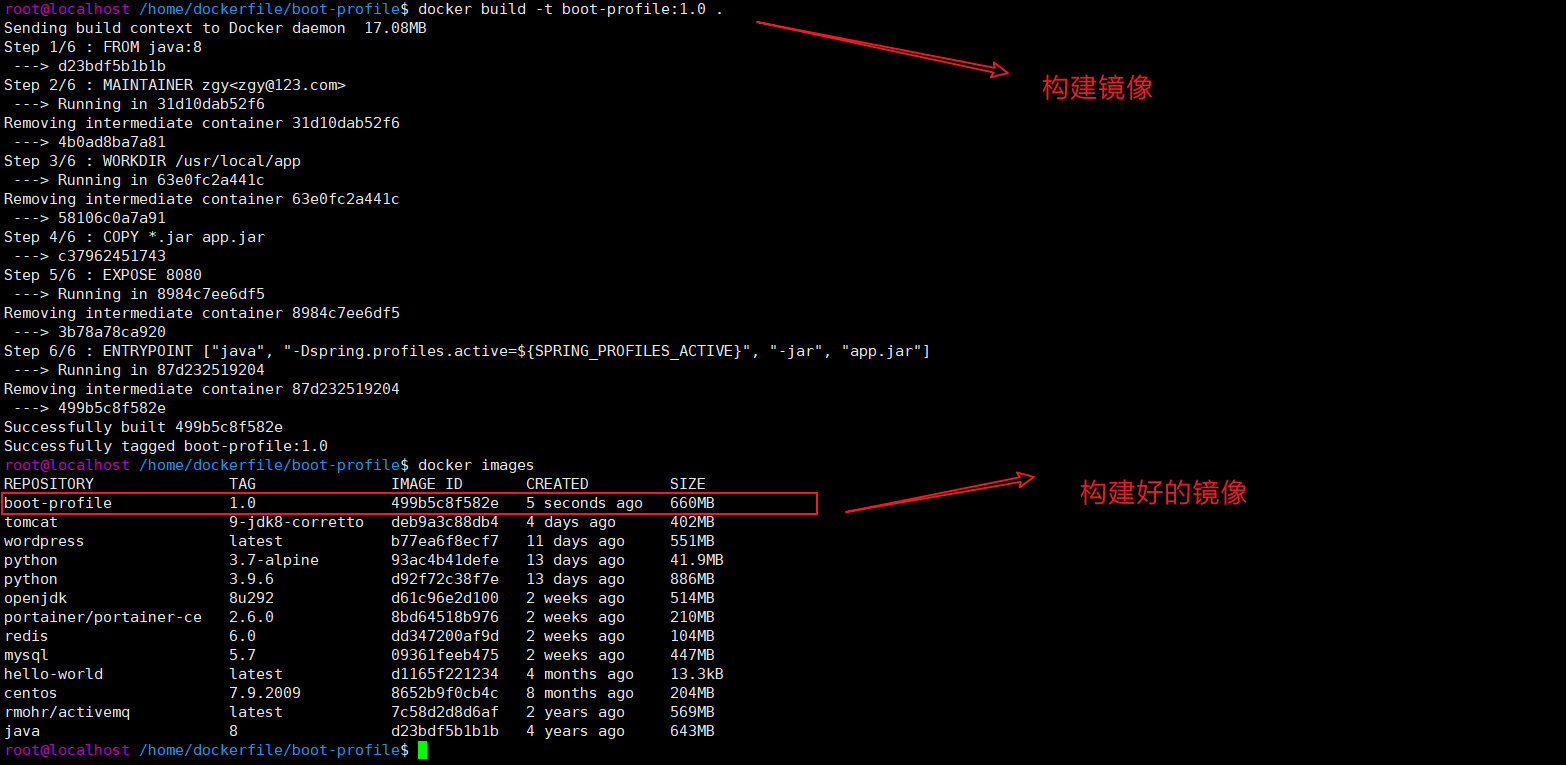 root@localhost /home/dockerfile/boot-profile$ docker build -t boot-profile:1.0 .
Sending build context to Docker daemon  17.08MB
Step 1/6 : FROM java:8
 ---> d23bdf5b1b1b
构建镜像
Step 2/6 : MAINTAINER zgy<zgy@123.com>
 ---> Running in 31d10dab52f6
Removing intermediate container 31d10dab52f6
 ---> 4b0ad8ba7a81
Step 3/6 : WORKDIR /usr/local/app
 ---> Running in 63e0fc2a441c
Removing intermediate container 63e0fc2a441c
 ---> 58106c0a7a91
Step 4/6 : COPY *.jar app.jar
 ---> c37962451743
Step 5/6 : EXPOSE 8080
 ---> Running in 8984c7ee6df5
Removing intermediate container 8984c7ee6df5
 ---> 3b78a78ca920
Step 6/6 : ENTRYPOINT ["java", "-Dspring.profiles.active=${SPRING_PROFILES_ACTIVE}", "-jar", "app.jar"]
 ---> Running in 87d232519204
Removing intermediate container 87d232519204
 ---> 499b5c8f582e
Successfully built 499b5c8f582e
Successfully tagged boot-profile:1.0
root@localhost /home/dockerfile/boot-profile$ docker images
REPOSITORY               TAG               IMAGE ID       CREATED         SIZE
构建好的镜像
boot-profile             1.0               499b5c8f582e   5 seconds ago   660MB
tomcat                   9-jdk8-corretto   deb9a3c88db4   4 days ago      402MB
wordpress                latest            b77ea6f8ecf7   11 days ago     551MB
python                   3.7-alpine        93ac4b41defe   13 days ago     41.9MB
python                   3.9.6             d92f72c38f7e   13 days ago     886MB
openjdk                  8u292             d61c96e2d100   2 weeks ago     514MB
portainer/portainer-ce   2.6.0             8bd64518b976   2 weeks ago     210MB
redis                    6.0               dd347200af9d   2 weeks ago     104MB
mysql                    5.7               09361feeb475   2 weeks ago     447MB
hello-world              latest            d1165f221234   4 months ago    13.3kB
centos                   7.9.2009          8652b9f0cb4c   8 months ago    204MB
rmohr/activemq           latest            7c58d2d8d6af   2 years ago     569MB
java                     8                 d23bdf5b1b1b   4 years ago     643MB
root@localhost /home/dockerfile/boot-profile$